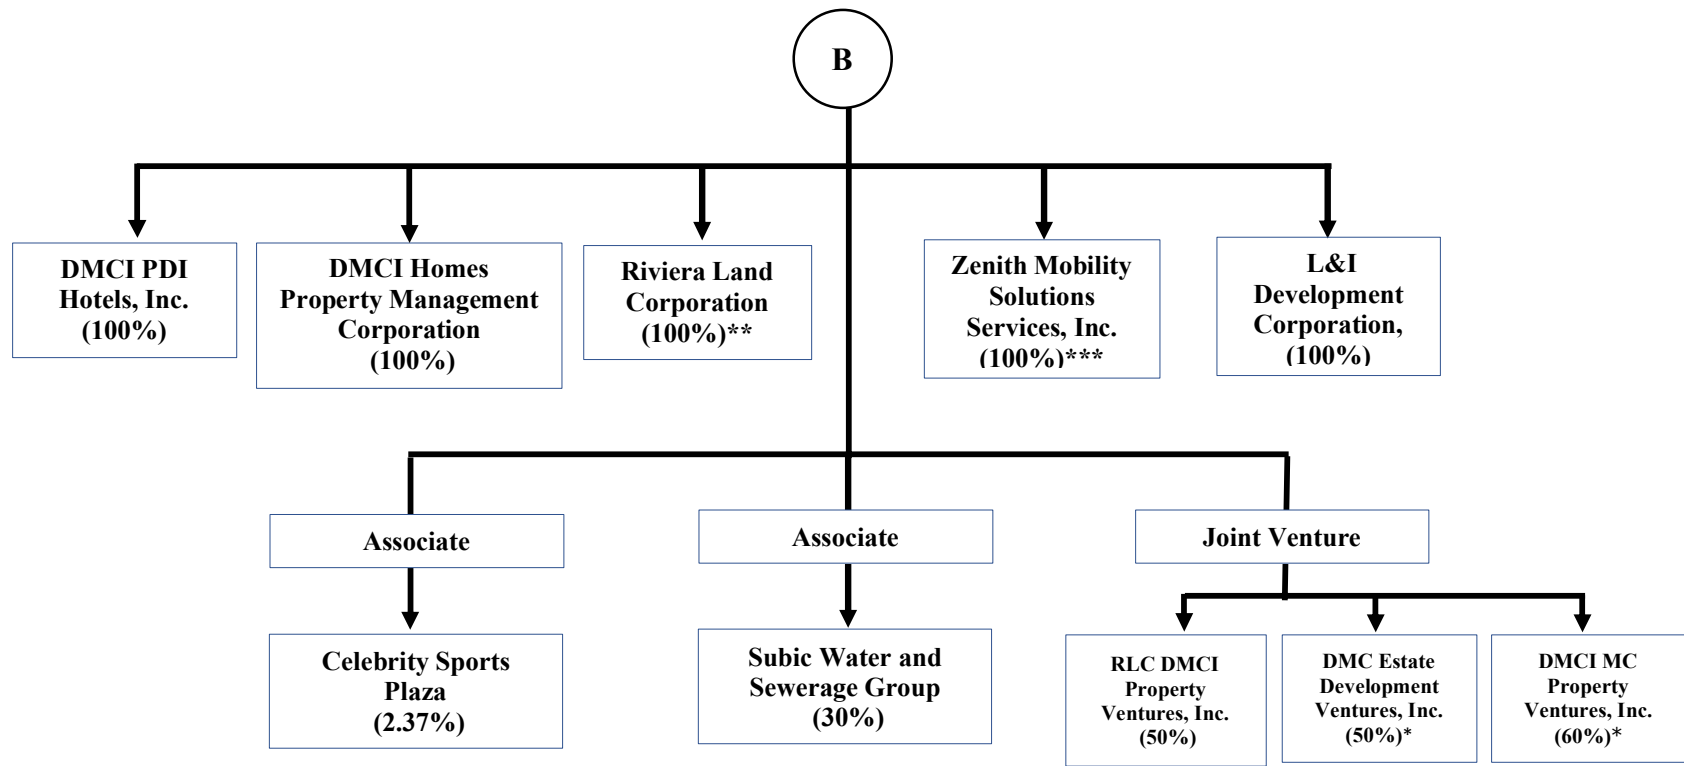 B
DMCI PDI
Hotels, Inc.
(100%)
DMCI Homes
Property Management
Corporation
(100%)
Riviera Land
Corporation
(100%)**
Zenith Mobility
Solutions
Services, Inc.
(100%)***
L&I
Development
Corporation,
(100%)
Associate
Associate
Joint Venture
Celebrity Sports
Plaza
(2.37%)
Subic Water and
Sewerage Group
(30%)
RLC DMCI
Property
Ventures, Inc.
(50%)
DMC Estate
Development
Ventures, Inc.
(50%)*
DMCI MC
Property
Ventures, Inc.
(60%)*